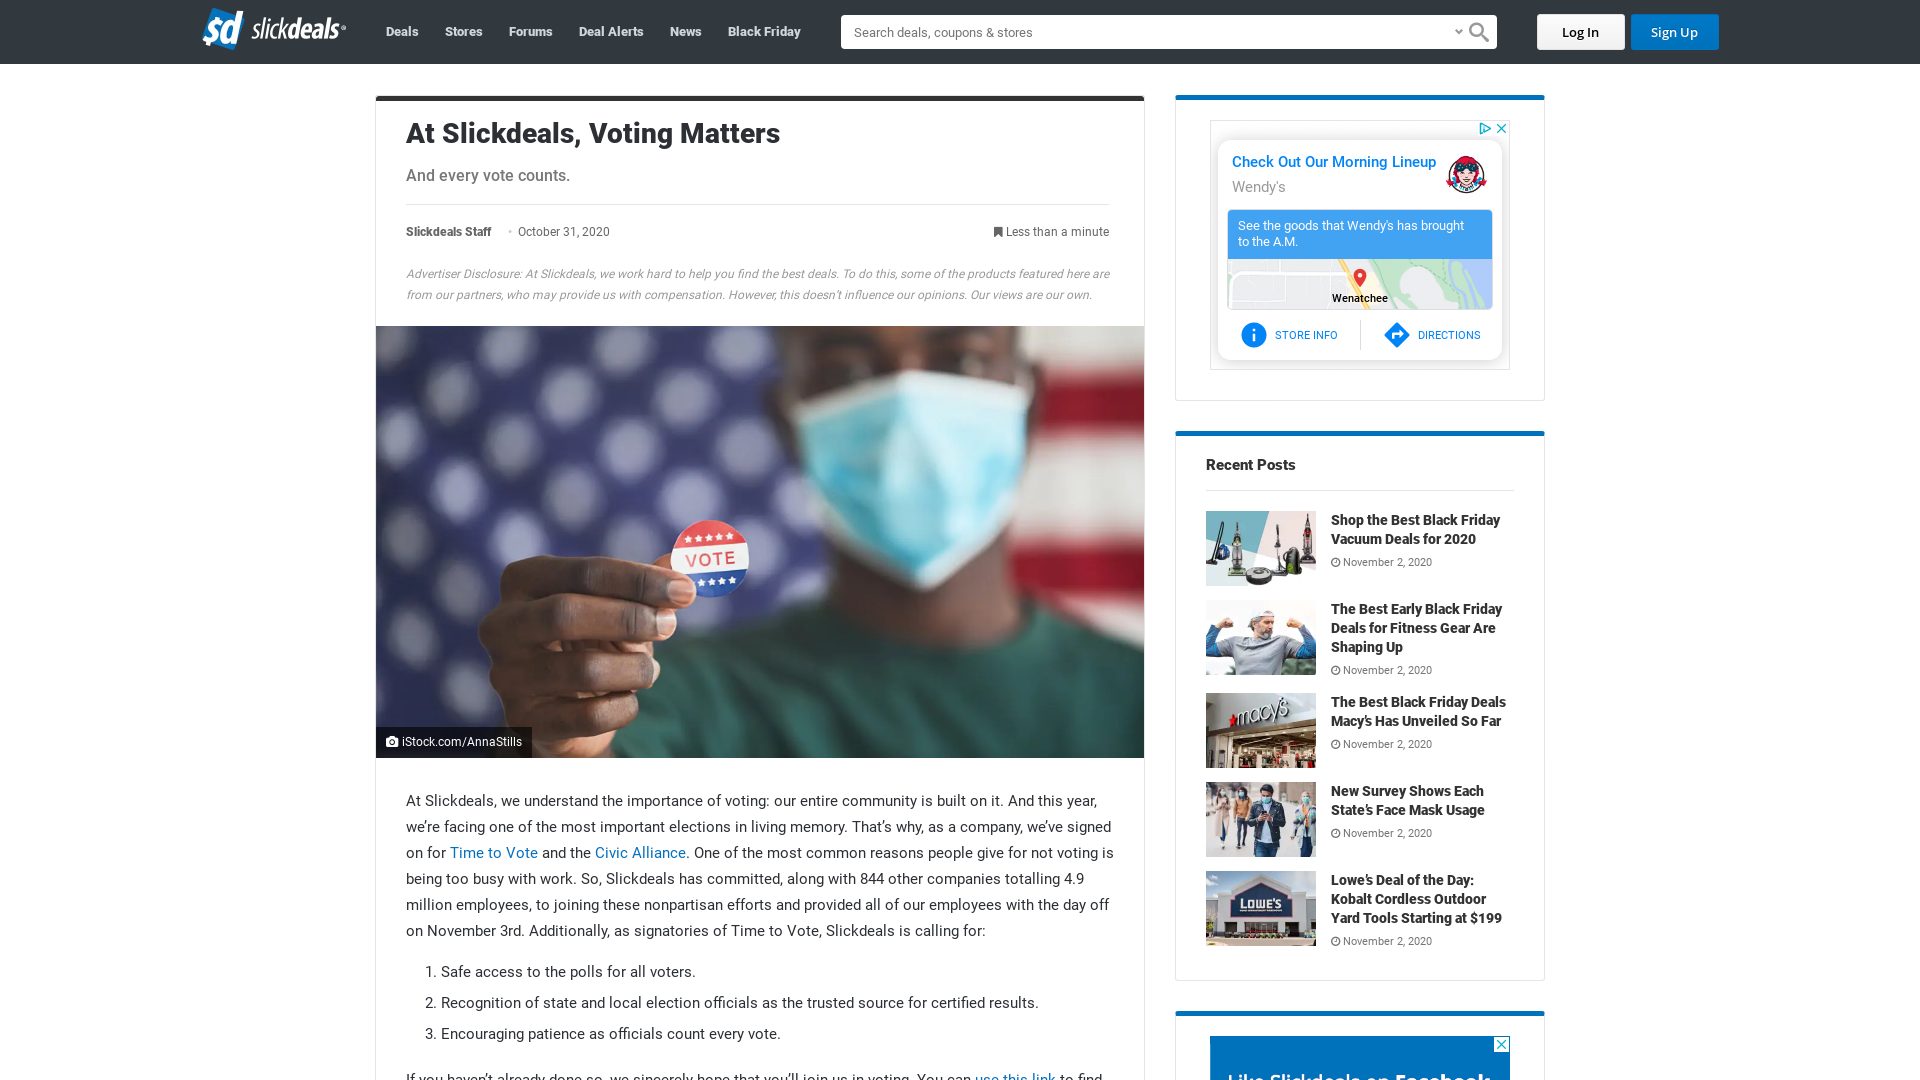 sd slickdeals
Deals
Stores
Forums
Deal Alerts
News
Black Friday
Search deals, coupons & stores
Log In
Sign Up
At Slickdeals, Voting Matters
And every vote counts.
Slickdeals Staff • October 31, 2020
Less than a minute
Advertiser Disclosure: At Slickdeals, we work hard to help you find the best deals. To do this, some of the products featured here are
from our partners, who may provide us with compensation. However, this doesn’t influence our opinions. Our views are our own.
VOTE
iStock.com/AnnaStills
At Slickdeals, we understand the importance of voting: our entire community is built on it. And this year,
we’re facing one of the most important elections in living memory. That’s why, as a company, we’ve signed
on for Time to Vote and the Civic Alliance. One of the most common reasons people give for not voting is
being too busy with work. So, Slickdeals has committed, along with 844 other companies totalling 4.9
million employees, to joining these nonpartisan efforts and provided all of our employees with the day off
on November 3rd. Additionally, as signatories of Time to Vote, Slickdeals is calling for:
1. Safe access to the polls for all voters.
2. Recognition of state and local election officials as the trusted source for certified results.
3. Encouraging patience as officials count every vote.
If you haven’t already done so, we sincerely hope that you’ll join us in voting. You can use this link to find
Check Out Our Morning Lineup
Wendy's
See the goods that Wendy's has brought
to the A.M.
Wenatchee
STORE INFO
DIRECTIONS
Recent Posts
Shop the Best Black Friday
Vacuum Deals for 2020
November 2, 2020
The Best Early Black Friday
Deals for Fitness Gear Are
Shaping Up
November 2, 2020
macy's
The Best Black Friday Deals
Macy’s Has Unveiled So Far
November 2, 2020
New Survey Shows Each
State’s Face Mask Usage
November 2, 2020
LOWE'S
Lowe’s Deal of the Day:
Kobalt Cordless Outdoor
Yard Tools Starting at $199
November 2, 2020
Like Slickdeals on Facebook